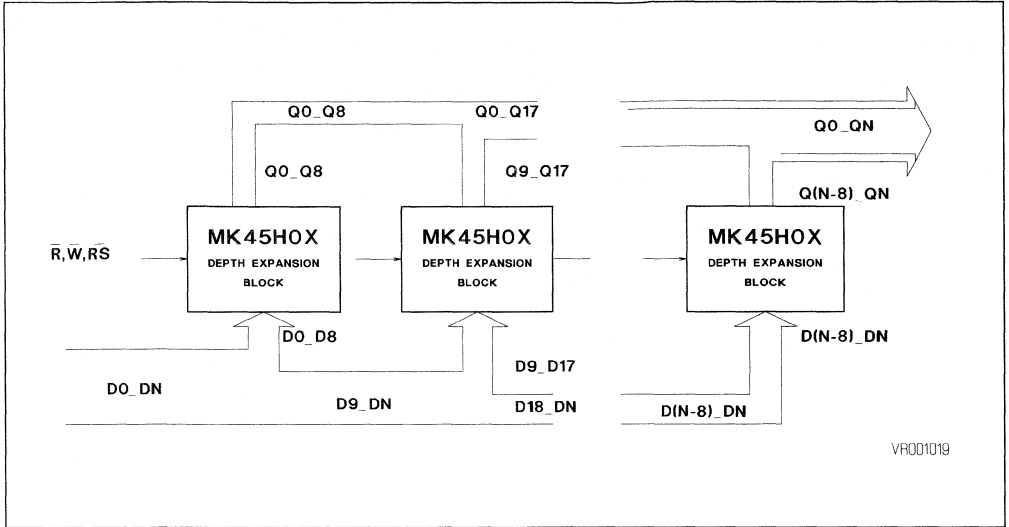 Q0_Q8
Q0_Q17
Q0_QN
Q0_Q8
Q9_Q17
Q(N-8)_QN
R̅,W̅,R̅S̅
MK45H0X
DEPTH EXPANSION
BLOCK
MK45H0X
DEPTH EXPANSION
BLOCK
MK45H0X
DEPTH EXPANSION
BLOCK
D0_D8
D(N-8)_DN
D9_D17
D0_DN
D9_DN
D18_DN
D(N-8)_DN
VR001019